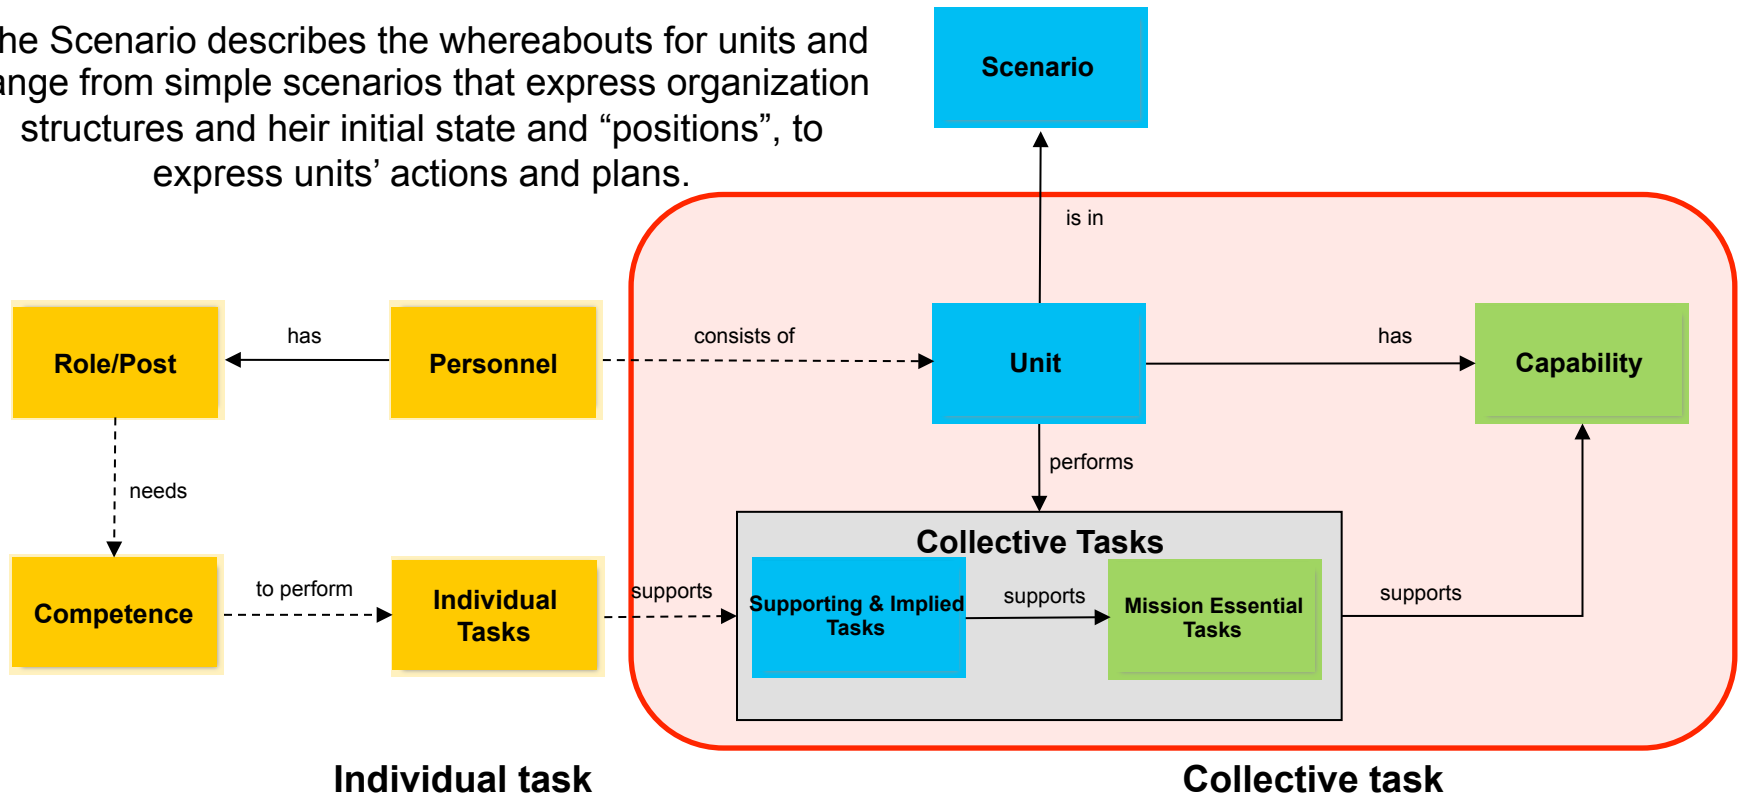 he Scenario describes the whereabouts for units and
ange from simple scenarios that express organization
structures and heir initial state and “positions”, to
express units’ actions and plans.
Scenario
is in
Role/Post
has
Personnel
consists of
Unit
has
Capability
needs
performs
Collective Tasks
Competence
to perform
Individual
Tasks
supports
Supporting & Implied
Tasks
supports
Mission Essential
Tasks
supports
Individual task
Collective task